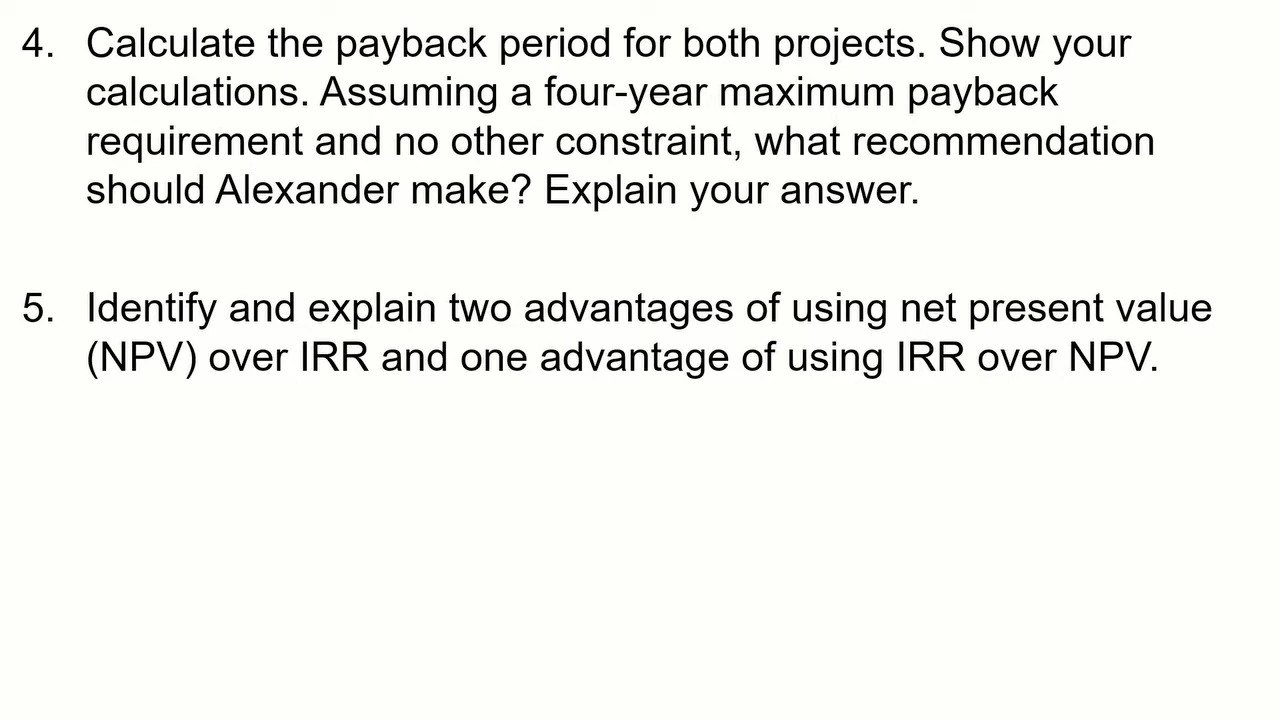 4. Calculate the payback period for both projects. Show your
calculations. Assuming a four-year maximum payback
requirement and no other constraint, what recommendation
should Alexander make? Explain your answer.
5. Identify and explain two advantages of using net present value
(NPV) over IRR and one advantage of using IRR over NPV.